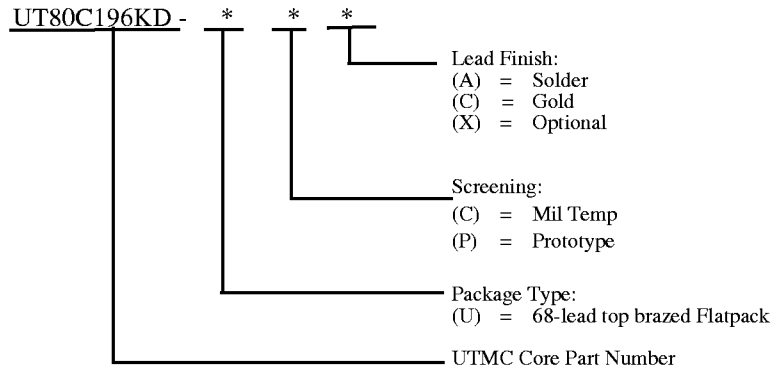 UT80C196KD - * * *
Lead Finish:
(A) = Solder
(C) = Gold
(X) = Optional
Screening:
(C) = Mil Temp
(P) = Prototype
Package Type:
(U) = 68-lead top brazed Flatpack
UTMC Core Part Number